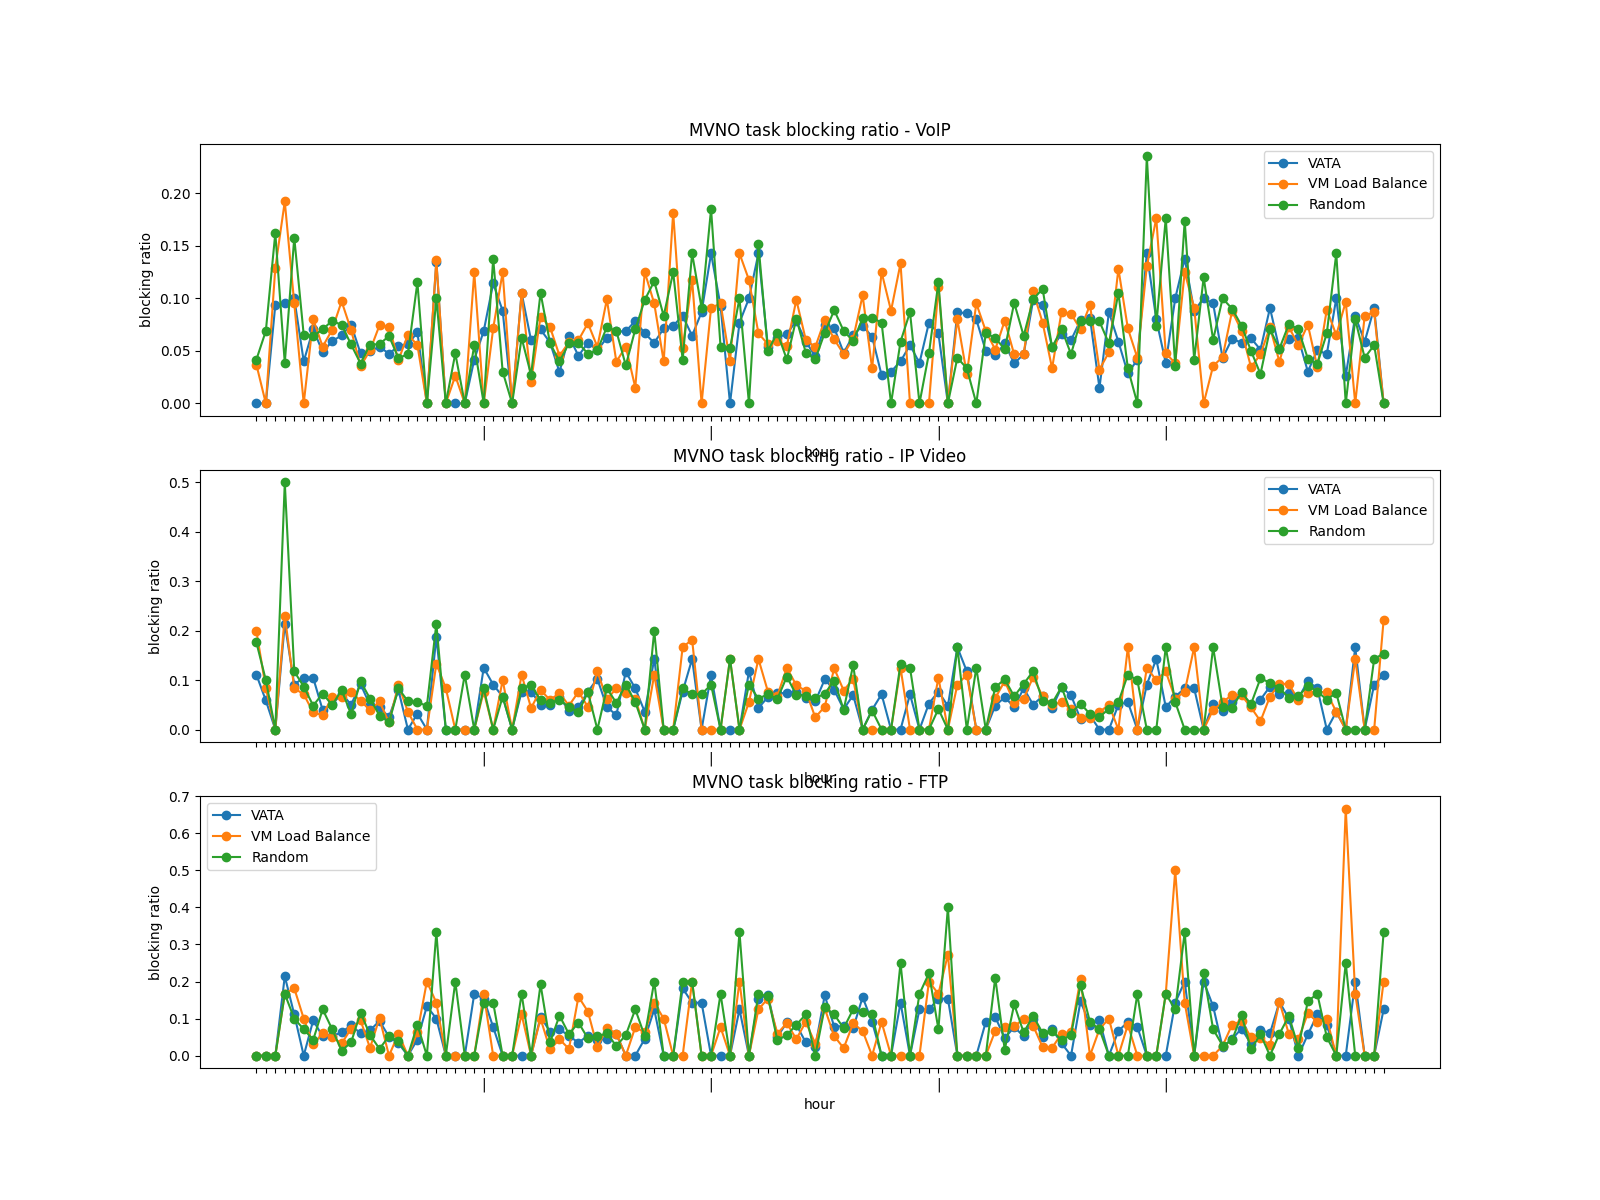 MVNO task blocking ratio - VoIP
VATA
VM Load Balance
Random
blocking ratio
0.20
0.15
0.10
0.05
0.00
hour
MVNO task blocking ratio - IP Video
VATA
VM Load Balance
Random
blocking ratio
0.5
0.4
0.3
0.2
0.1
0.0
hour
MVNO task blocking ratio - FTP
VATA
VM Load Balance
Random
blocking ratio
0.7
0.6
0.5
0.4
0.3
0.2
0.1
0.0
hour